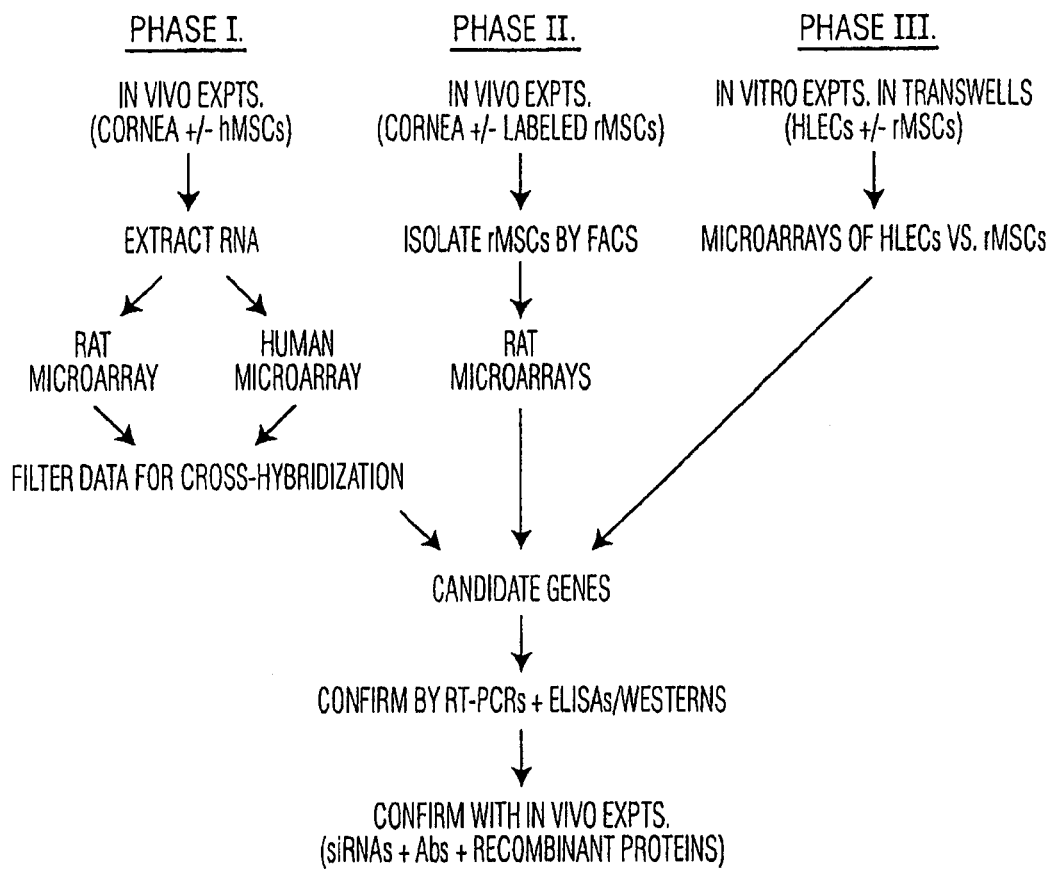 PHASE I.
IN VIVO EXPTS.
(CORNEA +/- hMSCs)
EXTRACT RNA
RAT
MICROARRAY
HUMAN
MICROARRAY
FILTER DATA FOR CROSS-HYBRIDIZATION
PHASE II.
IN VIVO EXPTS.
(CORNEA +/- LABELED rMSCs)
ISOLATE rMSCs BY FACS
RAT
MICROARRAYS
PHASE III.
IN VITRO EXPTS. IN TRANSWELLS
(HLECs +/- rMSCs)
MICROARRAYS OF HLECs VS. rMSCs
CANDIDATE GENES
CONFIRM BY RT-PCRs + ELISAs/WESTERNS
CONFIRM WITH IN VIVO EXPTS.
(siRNAs + Abs + RECOMBINANT PROTEINS)